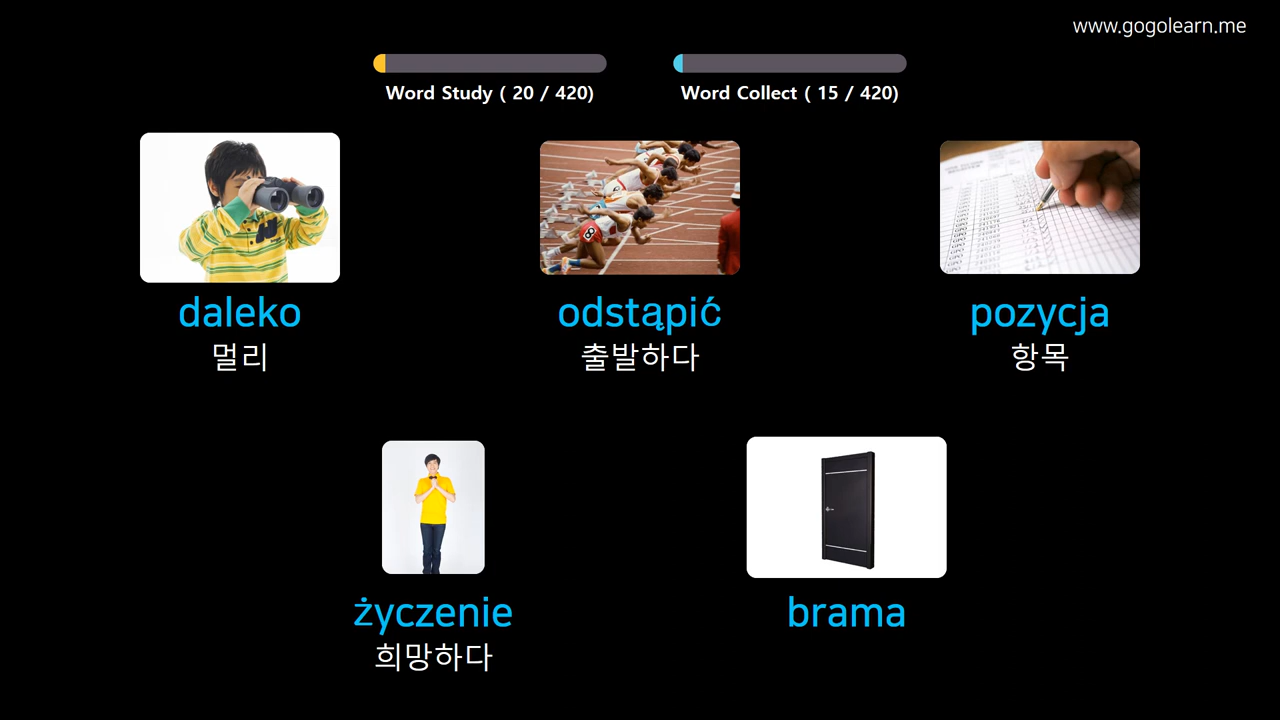 www.gogolearn.me
Word Study ( 20 / 420)
Word Collect ( 15 / 420)
daleko
멀리
odstąpić
출발하다
pozycja
항목
życzenie
희망하다
brama